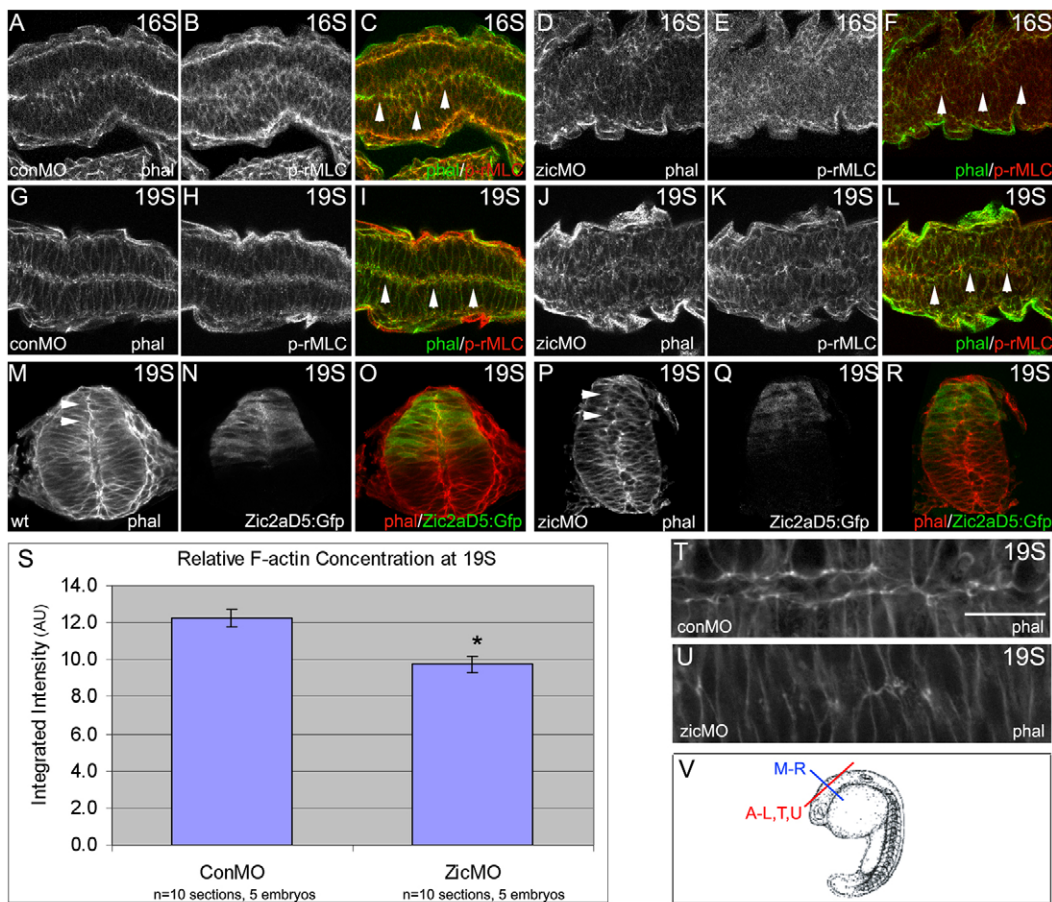 A 16S B 16S C 16S D 16S E 16S F 16S
conMO phal p-rMLC phal/p-rMLC zicMO phal p-rMLC phal/p-rMLC
G 19S H 19S I 19S J 19S K 19S L 19S
conMO phal p-rMLC phal/p-rMLC zicMO phal p-rMLC phal/p-rMLC
M 19S N 19S O 19S P 19S Q 19S R 19S
wt phal Zic2aD5:Gfp phal/Zic2aD5:Gfp zicMO phal Zic2aD5:Gfp phal/Zic2aD5:Gfp
S Relative F-actin Concentration at 19S
Integrated Intensity (AU)
14.0
12.0
10.0
8.0
6.0
4.0
2.0
0.0
*
ConMO ZicMO
n=10 sections, 5 embryos n=10 sections, 5 embryos
T 19S
conMO phal
U 19S
zicMO phal
V
M-R
A-L,T,U